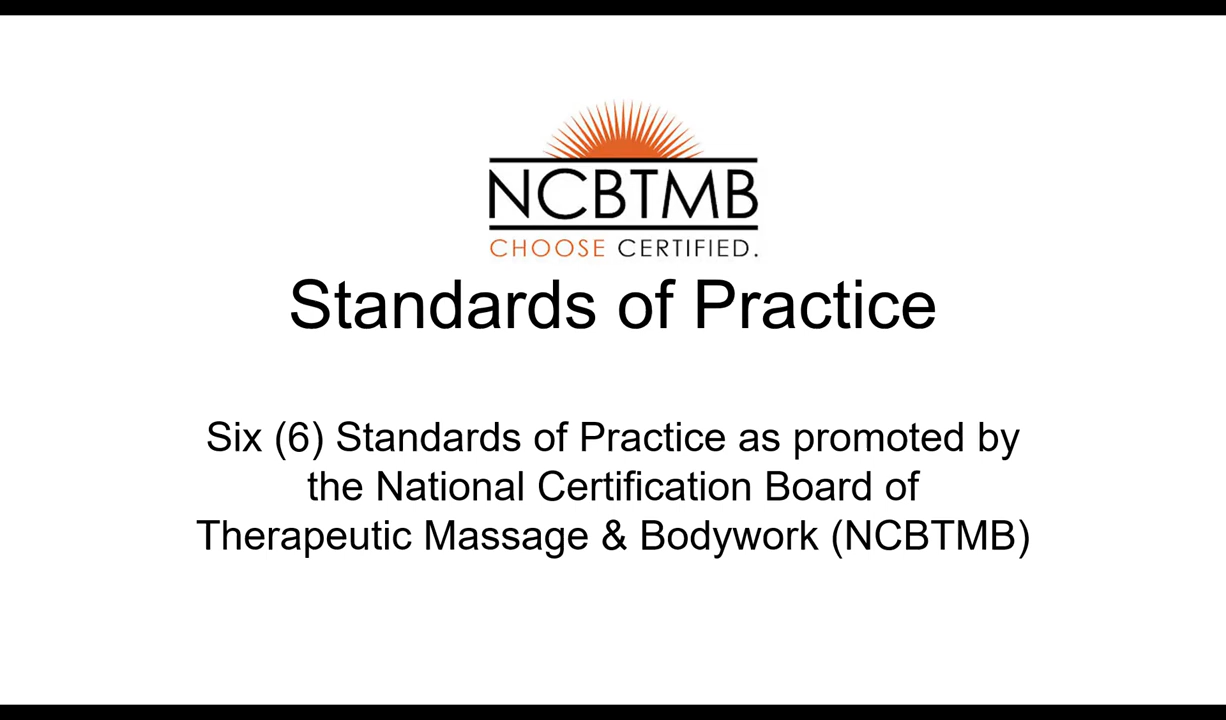 NCBTMB
CHOOSE CERTIFIED.
Standards of Practice
Six (6) Standards of Practice as promoted by
the National Certification Board of
Therapeutic Massage & Bodywork (NCBTMB)